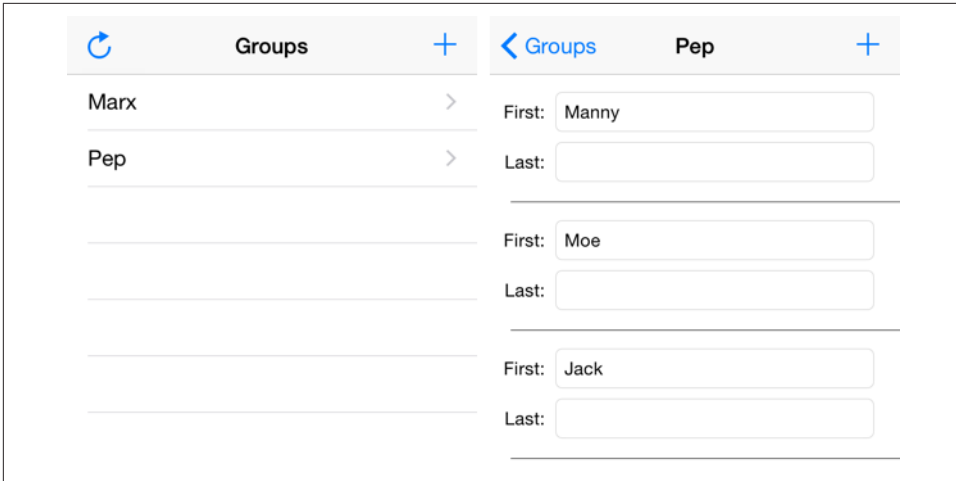 Groups
Marx
Pep
Groups Pep
First: Manny
Last:
First: Moe
Last:
First: Jack
Last: